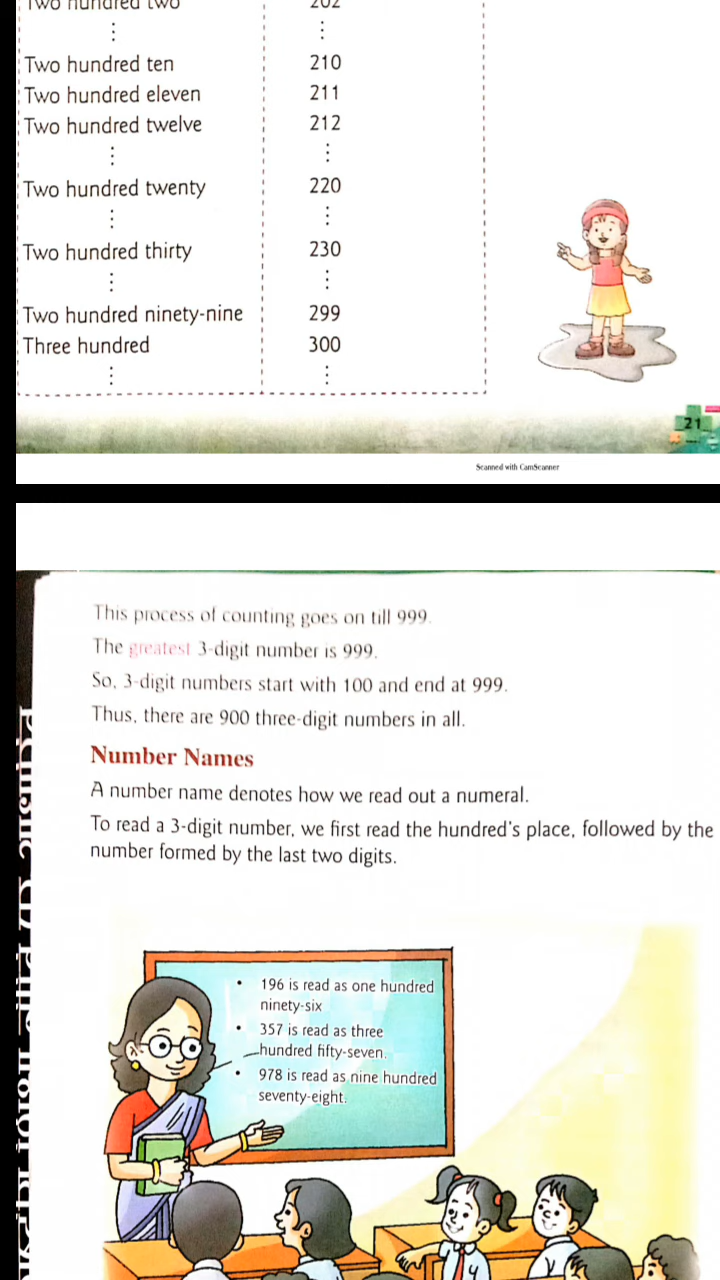 Two hundred two 202
⋮ ⋮
Two hundred ten 210
Two hundred eleven 211
Two hundred twelve 212
⋮ ⋮
Two hundred twenty 220
⋮ ⋮
Two hundred thirty 230
⋮ ⋮
Two hundred ninety-nine 299
Three hundred 300
⋮ ⋮
21
Scanned with CamScanner
This process of counting goes on till 999.
The greatest 3-digit number is 999.
So, 3-digit numbers start with 100 and end at 999.
Thus, there are 900 three-digit numbers in all.
Number Names
A number name denotes how we read out a numeral.
To read a 3-digit number, we first read the hundred's place, followed by the
number formed by the last two digits.
• 196 is read as one hundred
ninety-six
• 357 is read as three
hundred fifty-seven.
• 978 is read as nine hundred
seventy-eight.